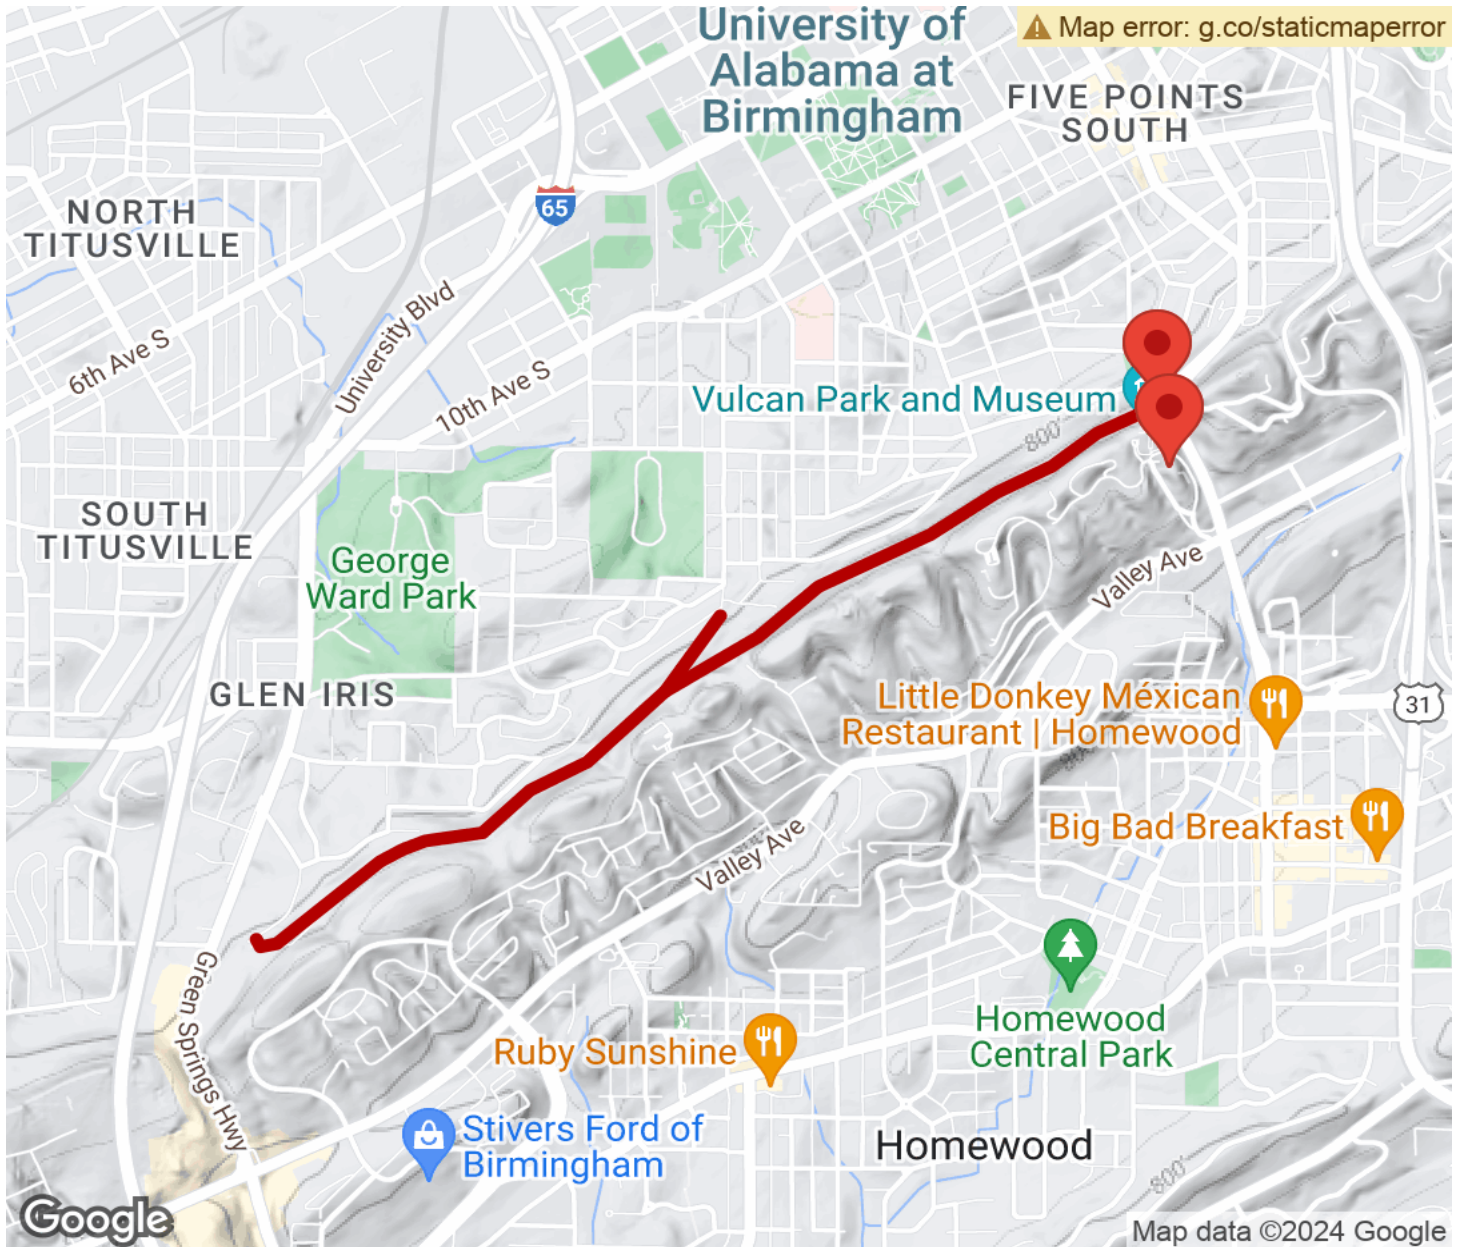 University of
Alabama at
Birmingham
Map error: g.co/staticmaperror
FIVE POINTS
SOUTH
65
NORTH
TITUSVILLE
University Blvd
6th Ave S
10th Ave S
Vulcan Park and Museum
800'
SOUTH
TITUSVILLE
George
Ward Park
Valley Ave
GLEN IRIS
Little Donkey Méxican
Restaurant | Homewood
31
Big Bad Breakfast
Valley Ave
Green Springs Hwy
Homewood
Central Park
Ruby Sunshine
Stivers Ford of
Birmingham
Homewood
800'
Google
Map data ©2024 Google